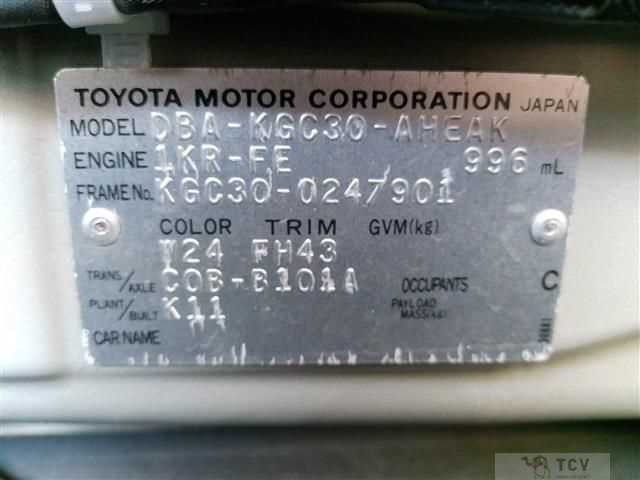 TOYOTA MOTOR CORPORATION JAPAN
MODEL DBA-KGC30-AHEAK
ENGINE 1KR-FE 996 mL
FRAME No. KGC30-0247901
COLOR TRIM GVM(kg)
Y24 FH43
TRANS/AXLE COB-B101A OCCUPANTS C
PLANT/BUILT K11 PAYLOAD MASS(kg)
CAR NAME
TCV